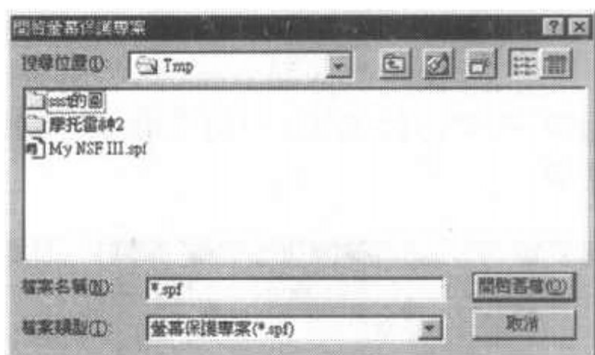 開啟螢幕保護專案
搜尋位置(I): Tmp
sst的圖
摩托雷神2
My NSF III.spf
檔案名稱(N): *.spf 開啟舊檔(O)
檔案類型(T): 螢幕保護專案(*.spf) 取消